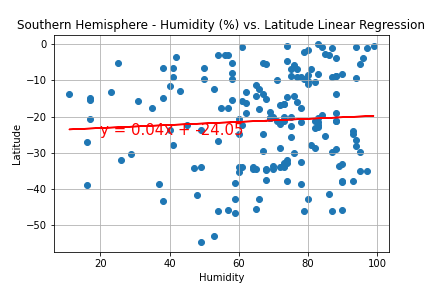 Southern Hemisphere - Humidity (%) vs. Latitude Linear Regression
0
−10
−20
−30
−40
−50
Latitude
y = 0.04x + -24.05
20
40
60
80
100
Humidity